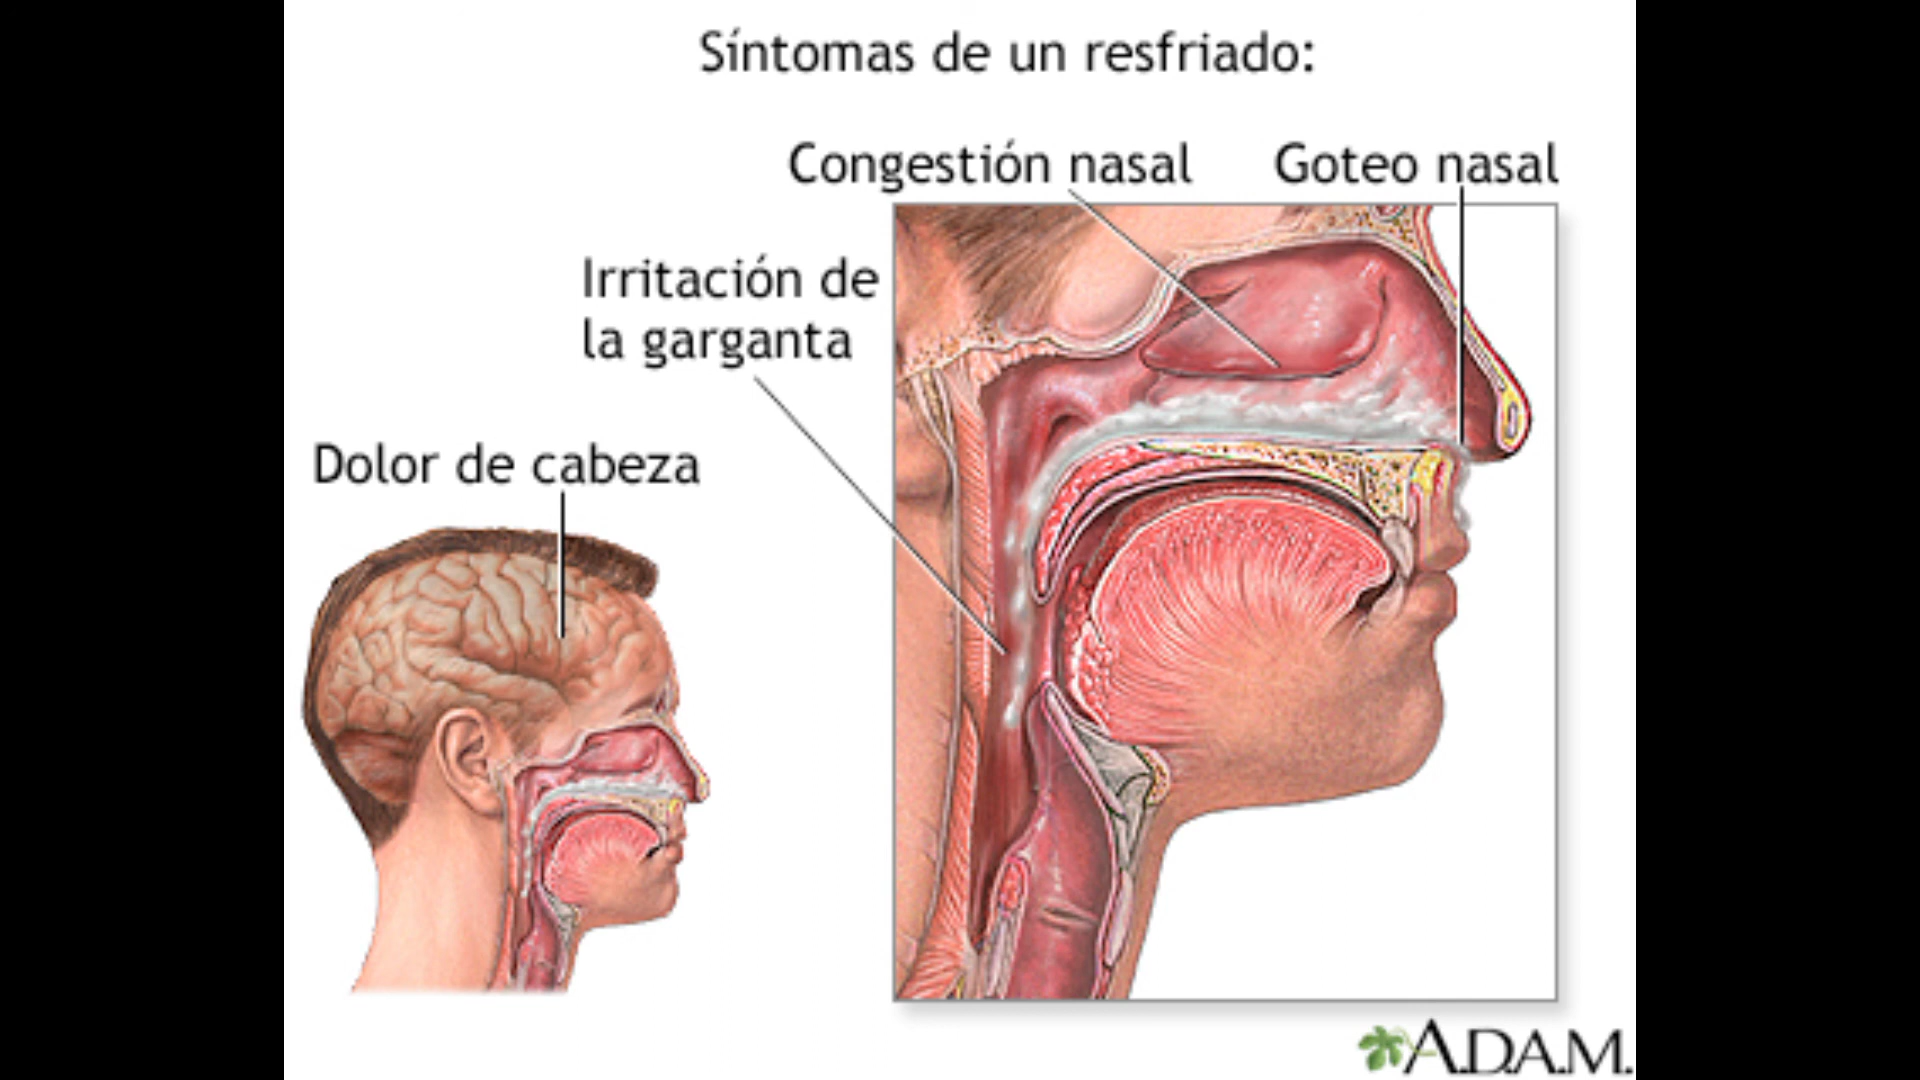 Síntomas de un resfriado:
Congestión nasal
Goteo nasal
Irritación de
la garganta
Dolor de cabeza
A.D.A.M.